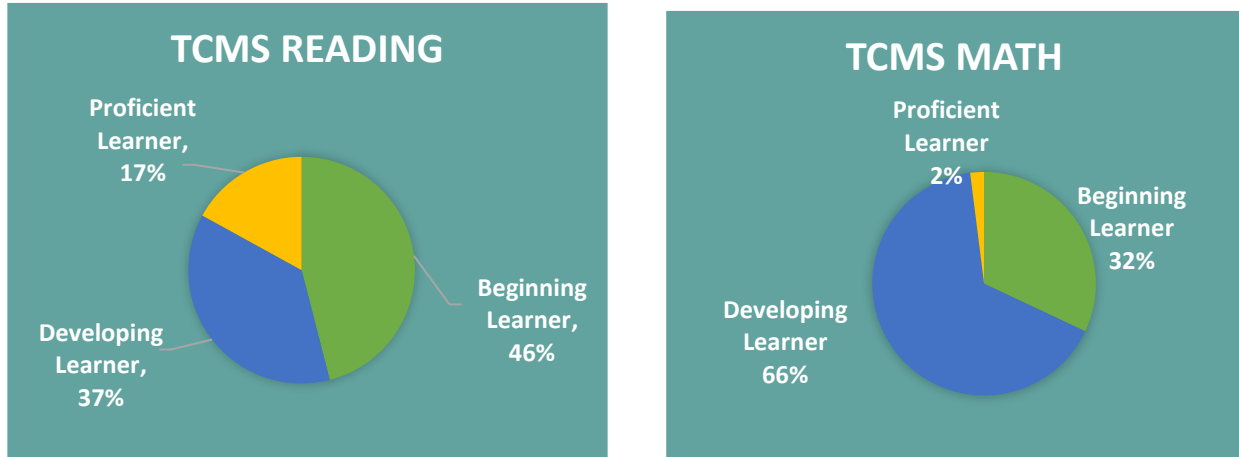 TCMS READING
Proficient
Learner,
17%
Beginning
Learner,
46%
Developing
Learner,
37%
TCMS MATH
Proficient
Learner
2%
Beginning
Learner
32%
Developing
Learner
66%